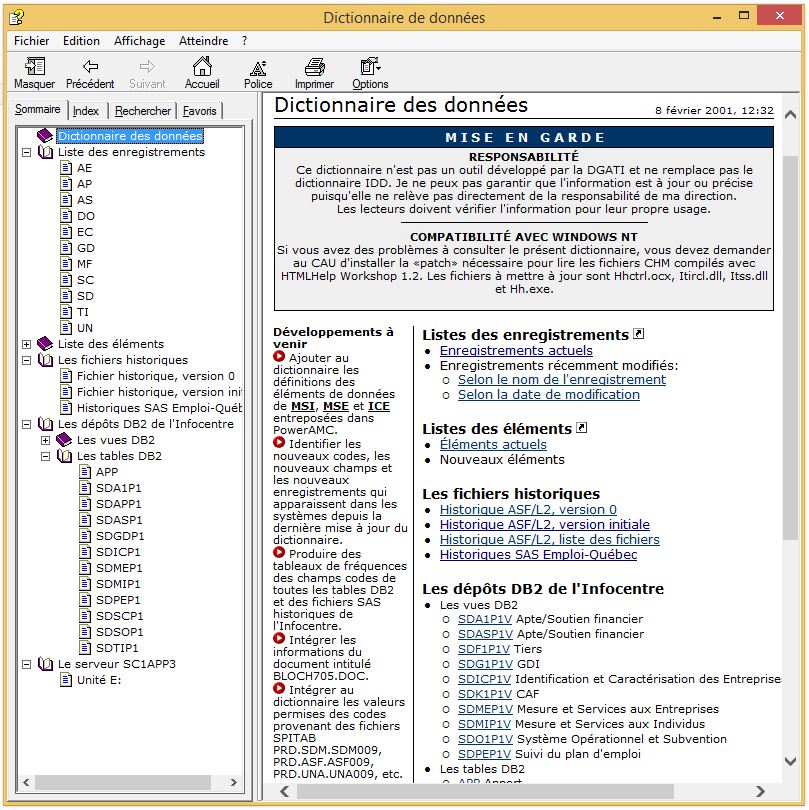 Dictionnaire de données
Fichier Edition Affichage Atteindre ?
Masquer Précédent Suivant Accueil Police Imprimer Options
Sommaire Index Rechercher Favoris
Dictionnaire des données
Liste des enregistrements
AE
AP
AS
DO
EC
GD
MF
SC
SD
TI
UN
Liste des éléments
Les fichiers historiques
Fichier historique, version 0
Fichier historique, version ini
Historiques SAS Emploi-Québ
Les dépôts DB2 de l'Infocentre
Les vues DB2
Les tables DB2
APP
SDA1P1
SDAPP1
SDASP1
SDGDP1
SDICP1
SDMEP1
SDMIP1
SDPEP1
SDSCP1
SDSOP1
SDTIP1
Le serveur SC1APP3
Unité E:
Dictionnaire des données
8 février 2001, 12:32
MISE EN GARDE
RESPONSABILITÉ
Ce dictionnaire n'est pas un outil développé par la DGATI et ne remplace pas le
dictionnaire IDD. Je ne peux pas garantir que l'information est à jour ou précise
puisqu'elle ne relève pas directement de la responsabilité de ma direction.
Les lecteurs doivent vérifier l'information pour leur propre usage.
COMPATIBILITÉ AVEC WINDOWS NT
Si vous avez des problèmes à consulter le présent dictionnaire, vous devez demander
au CAU d'installer la «patch» nécessaire pour lire les fichiers CHM compilés avec
HTMLHelp Workshop 1.2. Les fichiers à mettre à jour sont Hhctrl.ocx, Itircl.dll, Itss.dll
et Hh.exe.
Développements à
venir
Ajouter au
dictionnaire les
définitions des
éléments de données
de MSI, MSE et ICE
entreposées dans
PowerAMC.
Identifier les
nouveaux codes, les
nouveaux champs et
les nouveaux
enregistrements qui
apparaissent dans les
systèmes depuis la
dernière mise à jour du
dictionnaire.
Produire des
tableaux de fréquences
des champs codes de
toutes les tables DB2
et des fichiers SAS
historiques de
l'Infocentre.
Intégrer les
informations du
document intitulé
BLOCH705.DOC.
Intégrer au
dictionnaire les valeurs
permises des codes
provenant des fichiers
SPITAB
PRD.SDM.SDM009,
PRD.ASF.ASF009,
PRD.UNA.UNA009, etc.
Listes des enregistrements
Enregistrements actuels
Enregistrements récemment modifiés:
Selon le nom de l'enregistrement
Selon la date de modification
Listes des éléments
Éléments actuels
Nouveaux éléments
Les fichiers historiques
Historique ASF/L2, version 0
Historique ASF/L2, version initiale
Historique ASF/L2, liste des fichiers
Historiques SAS Emploi-Québec
Les dépôts DB2 de l'Infocentre
Les vues DB2
SDA1P1V Apte/Soutien financier
SDASP1V Apte/Soutien financier
SDF1P1V Tiers
SDG1P1V GDI
SDICP1V Identification et Caractérisation des Entreprise
SDK1P1V CAF
SDMEP1V Mesure et Services aux Entreprises
SDMIP1V Mesure et Services aux Individus
SDO1P1V Système Opérationnel et Subvention
SDPEP1V Suivi du plan d'emploi
Les tables DB2
APP Apport